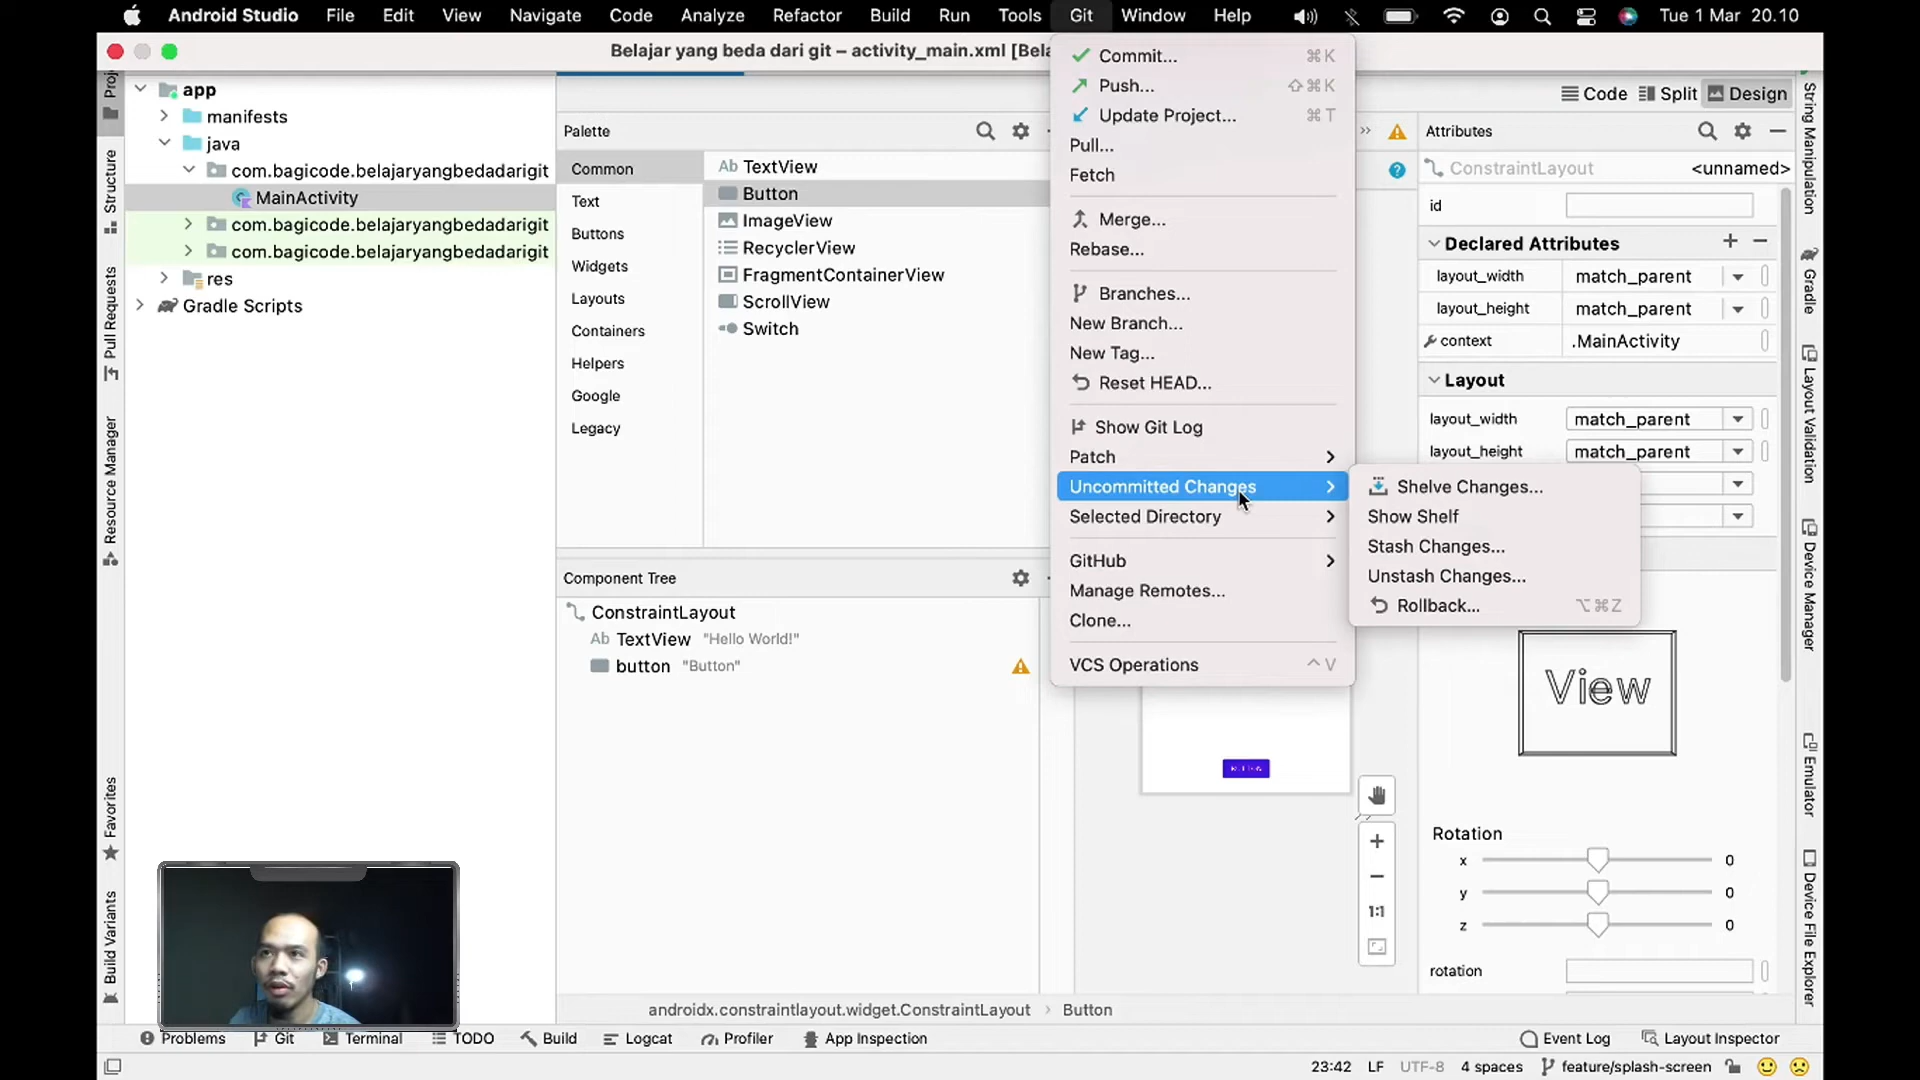 Android Studio File Edit View Navigate Code Analyze Refactor Build Run Tools Git Window Help Tue 1 Mar 20.10
Belajar yang beda dari git – activity_main.xml [Bela
Project
Structure
Pull Requests
Resource Manager
Favorites
Build Variants
app
manifests
java
com.bagicode.belajaryangbedadarigit
MainActivity
com.bagicode.belajaryangbedadarigit
com.bagicode.belajaryangbedadarigit
res
Gradle Scripts
Palette
Common
Text
Buttons
Widgets
Layouts
Containers
Helpers
Google
Legacy
Ab TextView
Button
ImageView
RecyclerView
FragmentContainerView
ScrollView
Switch
Component Tree
ConstraintLayout
Ab TextView "Hello World!"
button "Button"
Commit... ⌘K
Push... ⇧⌘K
Update Project... ⌘T
Pull...
Fetch
Merge...
Rebase...
Branches...
New Branch...
New Tag...
Reset HEAD...
Show Git Log
Patch
Uncommitted Changes
Selected Directory
GitHub
Manage Remotes...
Clone...
VCS Operations ^V
Shelve Changes...
Show Shelf
Stash Changes...
Unstash Changes...
Rollback... ⌥⌘Z
BUTTON
1:1
Code Split Design
Attributes
ConstraintLayout <unnamed>
id
Declared Attributes
layout_width match_parent
layout_height match_parent
context .MainActivity
Layout
layout_width match_parent
layout_height match_parent
View
Rotation
x 0
y 0
z 0
rotation
String Manipulation
Gradle
Layout Validation
Device Manager
Emulator
Device File Explorer
androidx.constraintlayout.widget.ConstraintLayout › Button
Problems Git Terminal TODO Build Logcat Profiler App Inspection Event Log Layout Inspector
23:42 LF UTF-8 4 spaces feature/splash-screen